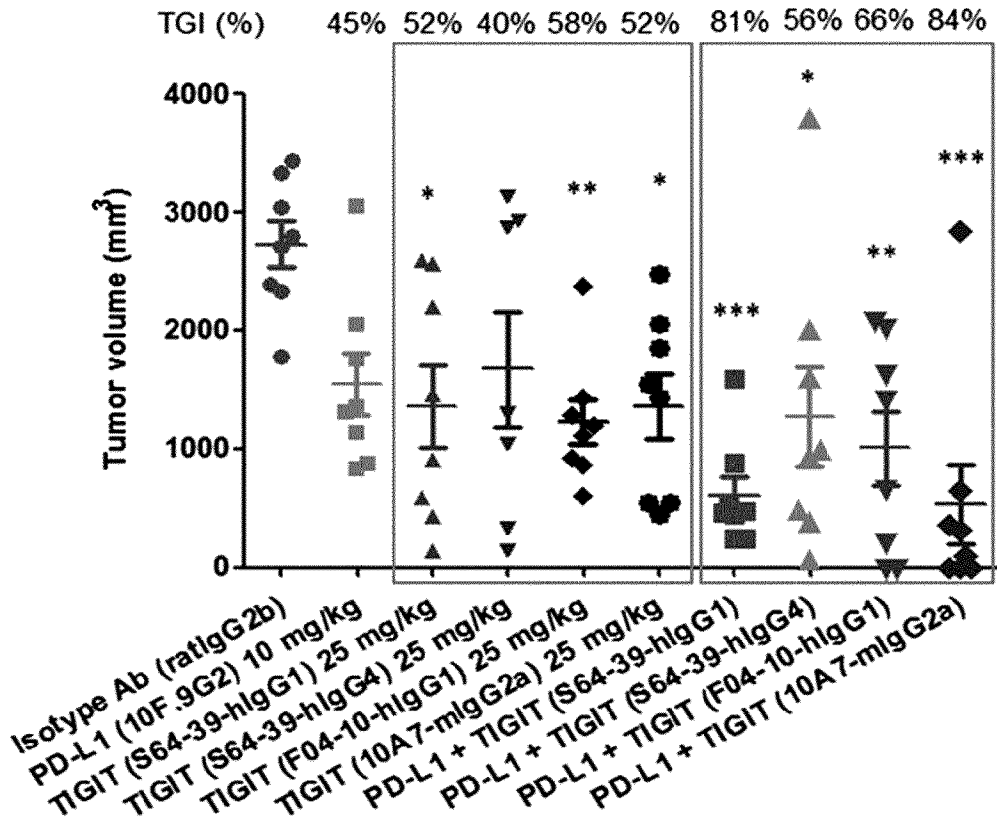 TGI (%) 45% 52% 40% 58% 52% 81% 56% 66% 84%
4000
3000
2000
1000
0
Tumor volume (mm3)
*
**
*
***
*
**
***
Isotype Ab (ratIgG2b)
PD-L1 (10F.9G2) 10 mg/kg
TIGIT (S64-39-hIgG1) 25 mg/kg
TIGIT (S64-39-hIgG4) 25 mg/kg
TIGIT (F04-10-hIgG1) 25 mg/kg
TIGIT (10A7-mIgG2a) 25 mg/kg
PD-L1 + TIGIT (S64-39-hIgG1)
PD-L1 + TIGIT (S64-39-hIgG4)
PD-L1 + TIGIT (F04-10-hIgG1)
PD-L1 + TIGIT (10A7-mIgG2a)